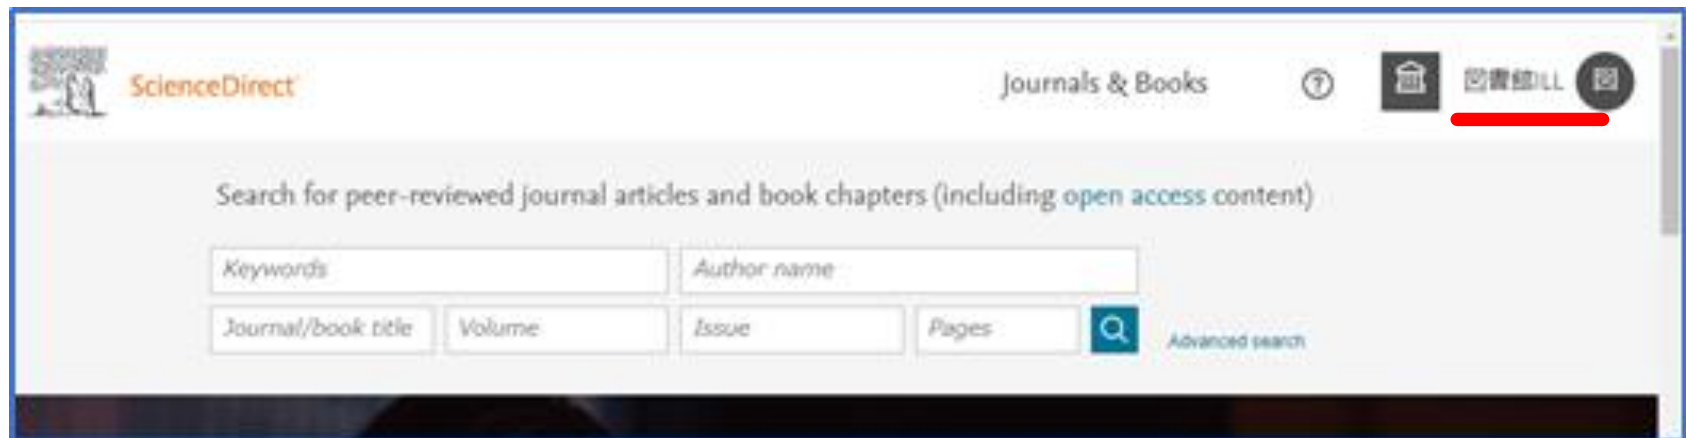 ScienceDirect
Journals & Books
?
図書館ILL
図
Search for peer-reviewed journal articles and book chapters (including open access content)
Keywords
Author name
Journal/book title
Volume
Issue
Pages
Advanced search